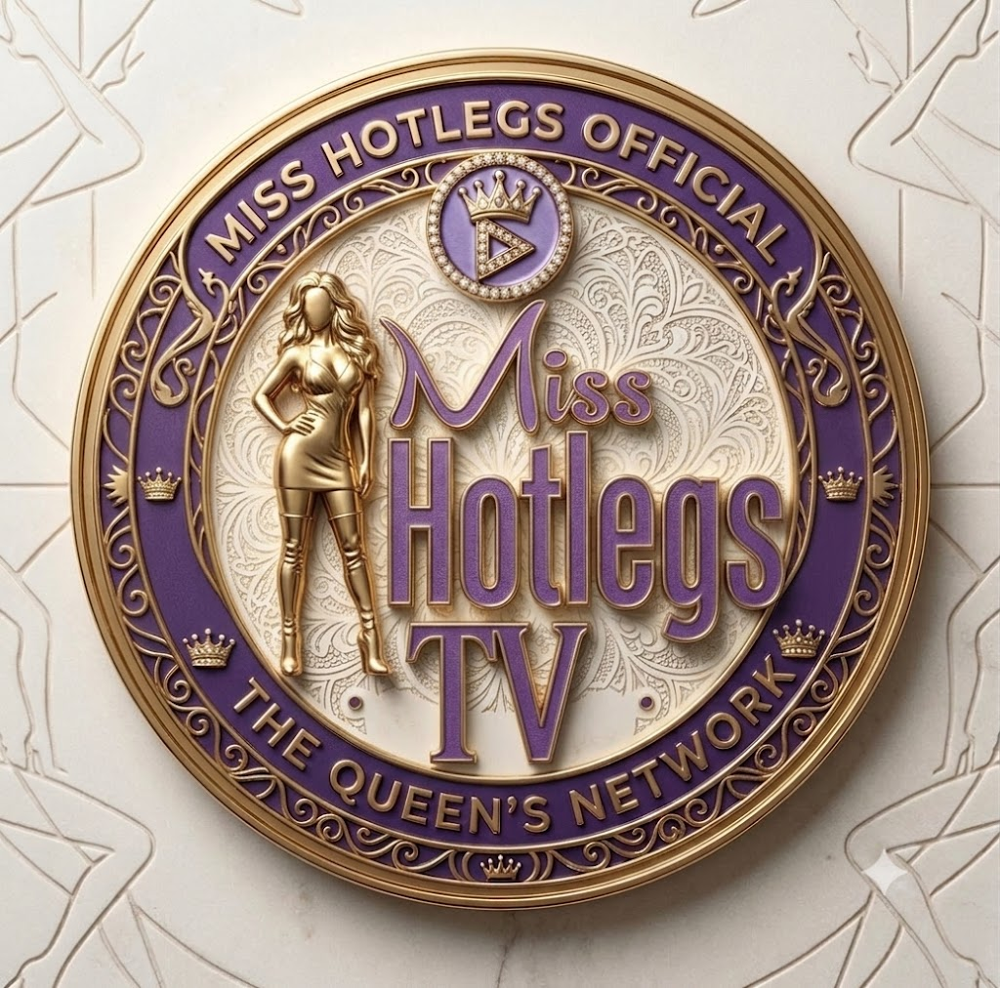 MISS HOTLEGS OFFICIAL
Miss
Hotlegs
TV
THE QUEEN'S NETWORK